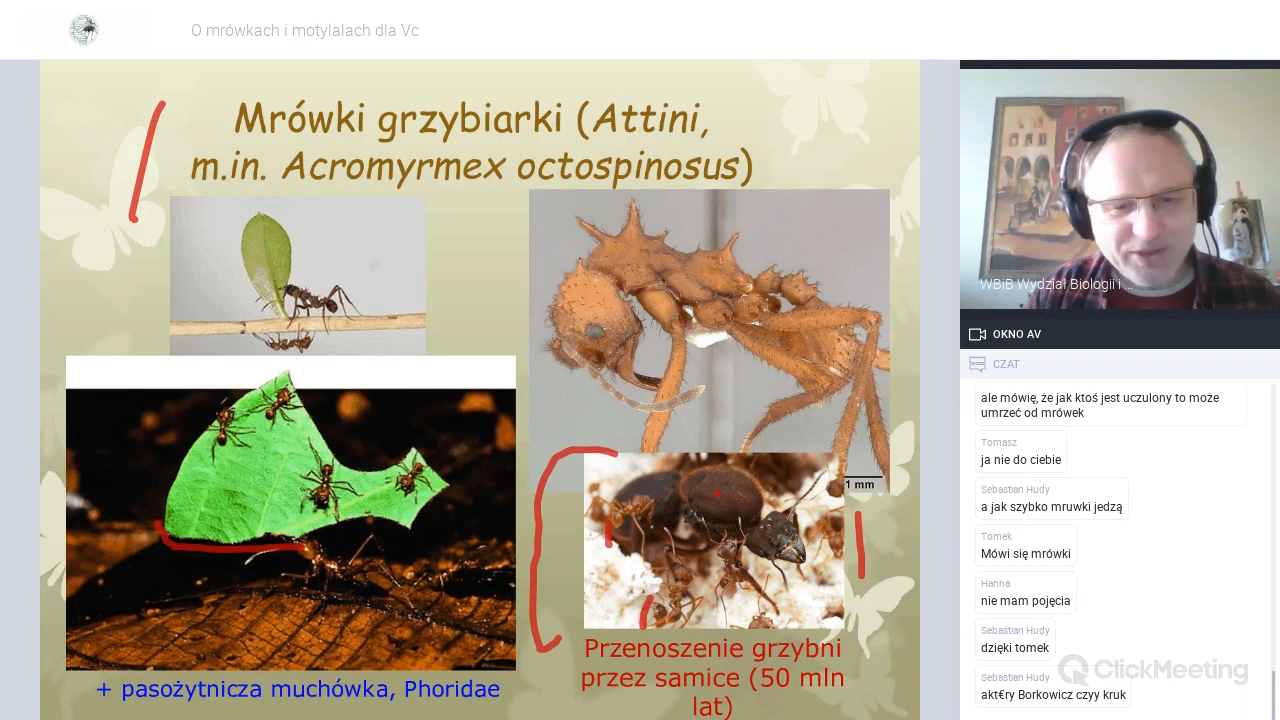 O mrówkach i motylalach dla Vc
Mrówki grzybiarki (Attini,
m.in. Acromyrmex octospinosus)
1 mm
+ pasożytnicza muchówka, Phoridae
Przenoszenie grzybni
przez samice (50 mln
lat)
WBiB Wydział Biologii i ...
OKNO AV
CZAT
ale mówię, że jak ktoś jest uczulony to może
umrzeć od mrówek
Tomasz
ja nie do ciebie
Sebastian Hudy
a jak szybko mruwki jedzą
Tomek
Mówi się mrówki
Hanna
nie mam pojęcia
Sebastian Hudy
dzięki tomek
Sebastian Hudy
akt€ry Borkowicz czyy kruk
ClickMeeting